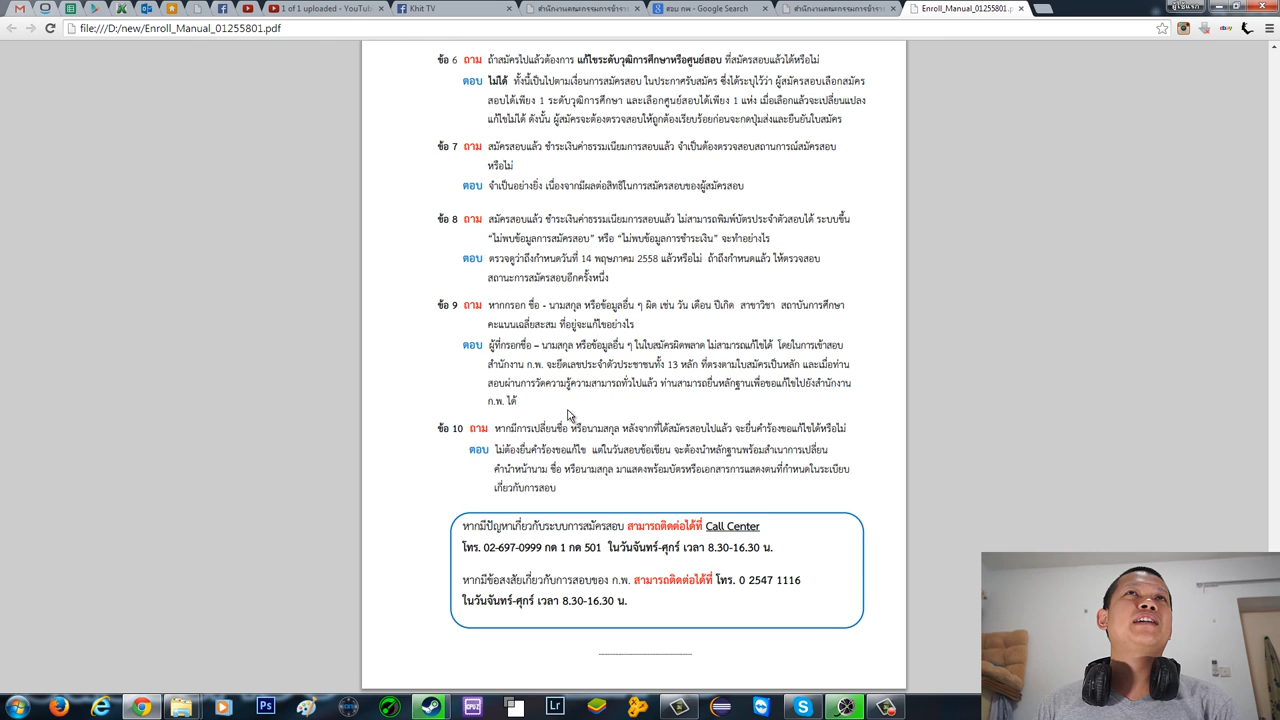 1 of 1 uploaded - YouTub
Khit TV
สำนักงานคณะกรรมการข้าราช
สอบ กพ - Google Search
สำนักงานคณะกรรมการข้าราช
Enroll_Manual_01255801.p
file:///D:/new/Enroll_Manual_01255801.pdf
ข้อ 6 ถาม ถ้าสมัครไปแล้วต้องการ แก้ไขระดับวุฒิการศึกษาหรือศูนย์สอบ ที่สมัครสอบแล้วได้หรือไม่
ตอบ ไม่ได้ ทั้งนี้เป็นไปตามเงื่อนการสมัครสอบ ในประกาศรับสมัคร ซึ่งได้ระบุไว้ว่า ผู้สมัครสอบเลือกสมัคร
สอบได้เพียง 1 ระดับวุฒิการศึกษา และเลือกศูนย์สอบได้เพียง 1 แห่ง เมื่อเลือกแล้วจะเปลี่ยนแปลง
แก้ไขไม่ได้ ดังนั้น ผู้สมัครจะต้องตรวจสอบให้ถูกต้องเรียบร้อยก่อนจะกดปุ่มส่งและยืนยันใบสมัคร
ข้อ 7 ถาม สมัครสอบแล้ว ชำระเงินค่าธรรมเนียมการสอบแล้ว จำเป็นต้องตรวจสอบสถานการณ์สมัครสอบ
หรือไม่
ตอบ จำเป็นอย่างยิ่ง เนื่องจากมีผลต่อสิทธิในการสมัครสอบของผู้สมัครสอบ
ข้อ 8 ถาม สมัครสอบแล้ว ชำระเงินค่าธรรมเนียมการสอบแล้ว ไม่สามารถพิมพ์บัตรประจำตัวสอบได้ ระบบขึ้น
“ไม่พบข้อมูลการสมัครสอบ” หรือ “ไม่พบข้อมูลการชำระเงิน” จะทำอย่างไร
ตอบ ตรวจดูว่าถึงกำหนดวันที่ 14 พฤษภาคม 2558 แล้วหรือไม่ ถ้าถึงกำหนดแล้ว ให้ตรวจสอบ
สถานะการสมัครสอบอีกครั้งหนึ่ง
ข้อ 9 ถาม หากกรอก ชื่อ - นามสกุล หรือข้อมูลอื่น ๆ ผิด เช่น วัน เดือน ปีเกิด สาขาวิชา สถาบันการศึกษา
คะแนนเฉลี่ยสะสม ที่อยู่จะแก้ไขอย่างไร
ตอบ ผู้ที่กรอกชื่อ – นามสกุล หรือข้อมูลอื่น ๆ ในใบสมัครผิดพลาด ไม่สามารถแก้ไขได้ โดยในการเข้าสอบ
สำนักงาน ก.พ. จะยึดเลขประจำตัวประชาชนทั้ง 13 หลัก ที่ตรงตามใบสมัครเป็นหลัก และเมื่อท่าน
สอบผ่านการวัดความรู้ความสามารถทั่วไปแล้ว ท่านสามารถยื่นหลักฐานเพื่อขอแก้ไขไปยังสำนักงาน
ก.พ. ได้
ข้อ 10 ถาม หากมีการเปลี่ยนชื่อ หรือนามสกุล หลังจากที่ได้สมัครสอบไปแล้ว จะยื่นคำร้องขอแก้ไขได้หรือไม่
ตอบ ไม่ต้องยื่นคำร้องขอแก้ไข แต่ในวันสอบข้อเขียน จะต้องนำหลักฐานพร้อมสำเนาการเปลี่ยน
คำนำหน้านาม ชื่อ หรือนามสกุล มาแสดงพร้อมบัตรหรือเอกสารการแสดงตนที่กำหนดในระเบียบ
เกี่ยวกับการสอบ
หากมีปัญหาเกี่ยวกับระบบการสมัครสอบ สามารถติดต่อได้ที่ Call Center
โทร. 02-697-0999 กด 1 กด 501 ในวันจันทร์-ศุกร์ เวลา 8.30-16.30 น.
หากมีข้อสงสัยเกี่ยวกับการสอบของ ก.พ. สามารถติดต่อได้ที่ โทร. 0 2547 1116
ในวันจันทร์-ศุกร์ เวลา 8.30-16.30 น.